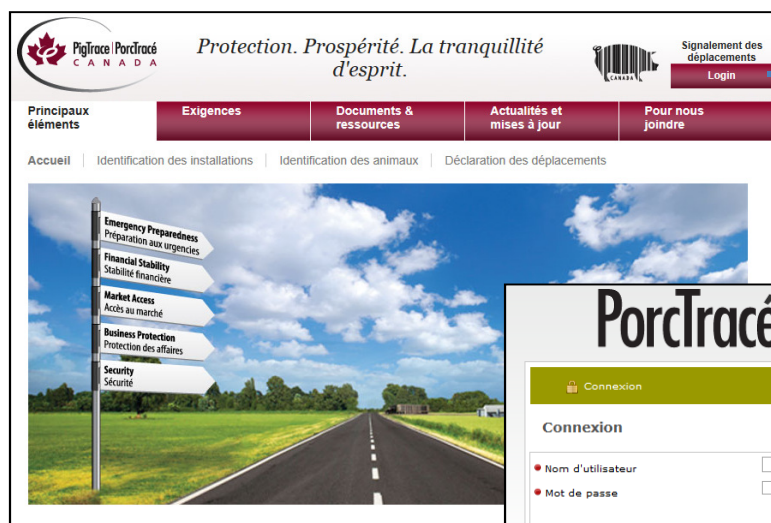 PigTrace PorcTracé
CANADA
Protection. Prospérité. La tranquillité
d'esprit.
CANADA
Signalement des
déplacements
Login
Principaux
éléments
Exigences
Documents &
ressources
Actualités et
mises à jour
Pour nous
joindre
Accueil
Identification des installations
Identification des animaux
Déclaration des déplacements
Emergency Preparedness
Préparation aux urgencies
Financial Stability
Stabilité financière
Market Access
Accès au marché
Business Protection
Protection des affaires
Security
Sécurité
PorcTracé
Connexion
Connexion
Nom d'utilisateur
Mot de passe